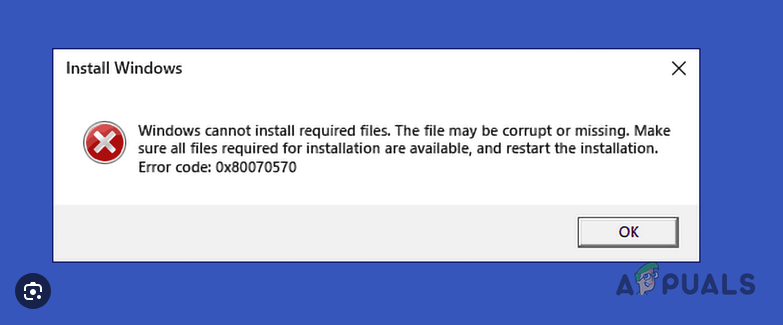 Install Windows
Windows cannot install required files. The file may be corrupt or missing. Make
sure all files required for installation are available, and restart the installation.
Error code: 0x80070570
OK
APPUALS